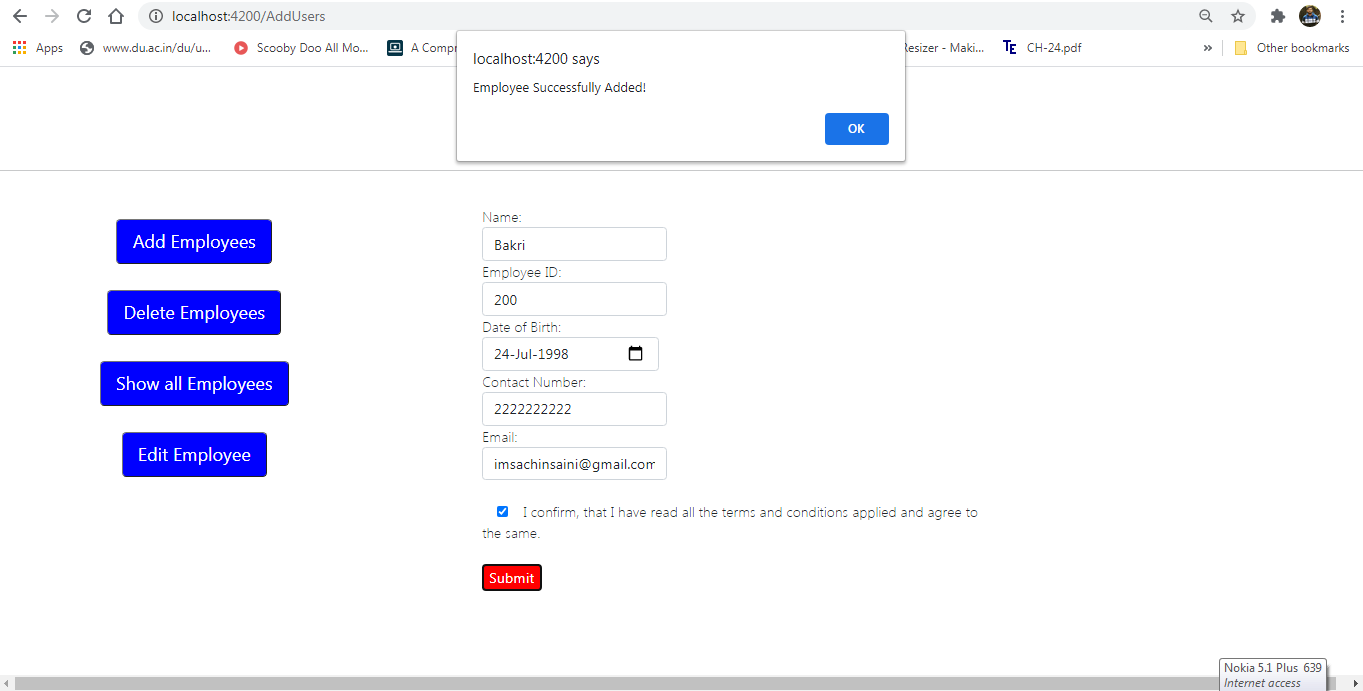 localhost:4200/AddUsers
Apps
www.du.ac.in/du/u...
Scooby Doo All Mo...
A Comp
Resizer - Maki...
TE CH-24.pdf
»
Other bookmarks
localhost:4200 says
Employee Successfully Added!
OK
Add Employees
Delete Employees
Show all Employees
Edit Employee
Name:
Bakri
Employee ID:
200
Date of Birth:
24-Jul-1998
Contact Number:
2222222222
Email:
imsachinsaini@gmail.com
I confirm, that I have read all the terms and conditions applied and agree to
the same.
Submit
Nokia 5.1 Plus 639
Internet access